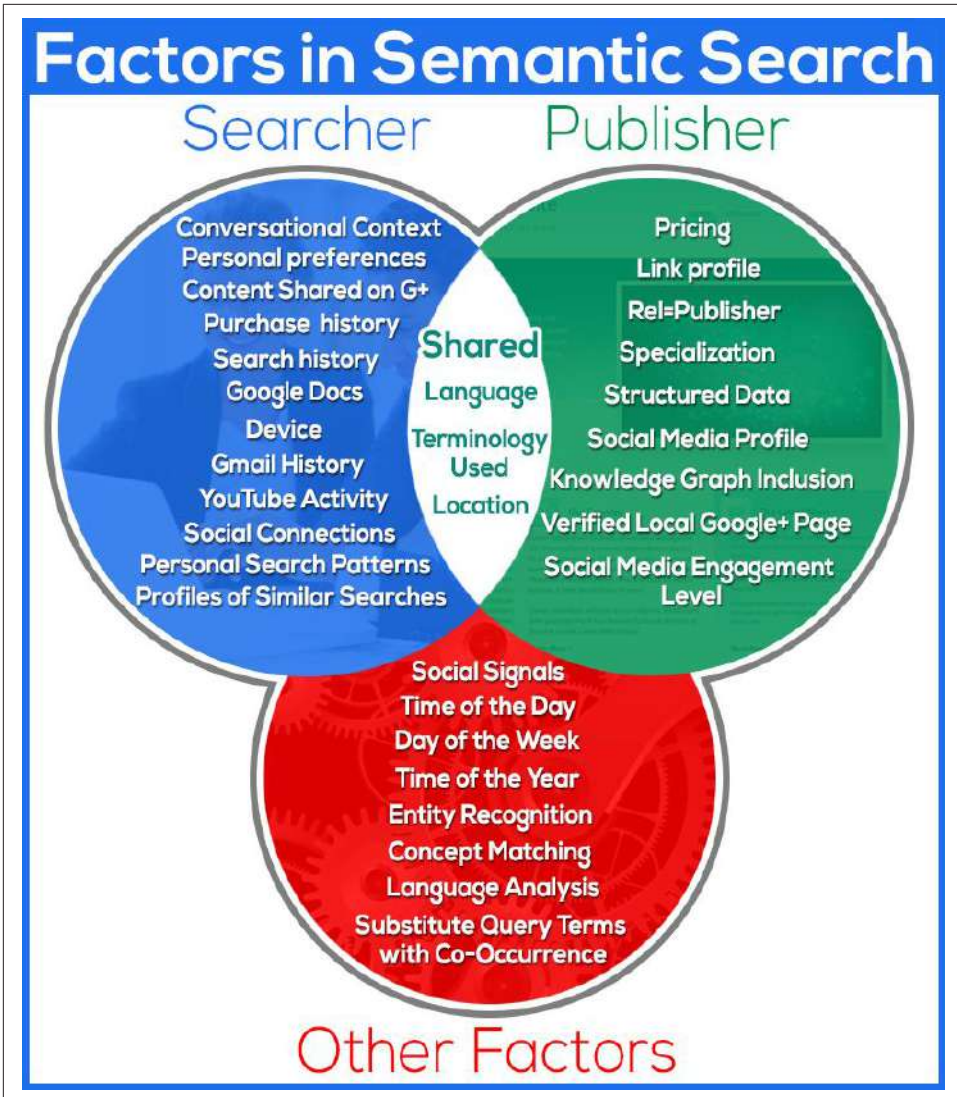 Factors in Semantic Search
Searcher
Publisher
Conversational Context
Personal preferences
Content Shared on G+
Purchase history
Search history
Google Docs
Device
Gmail History
YouTube Activity
Social Connections
Personal Search Patterns
Profiles of Similar Searches
Shared
Language
Terminology
Used
Location
Pricing
Link profile
Rel=Publisher
Specialization
Structured Data
Social Media Profile
Knowledge Graph Inclusion
Verified Local Google+ Page
Social Media Engagement
Level
Social Signals
Time of the Day
Day of the Week
Time of the Year
Entity Recognition
Concept Matching
Language Analysis
Substitute Query Terms
with Co-Occurrence
Other Factors